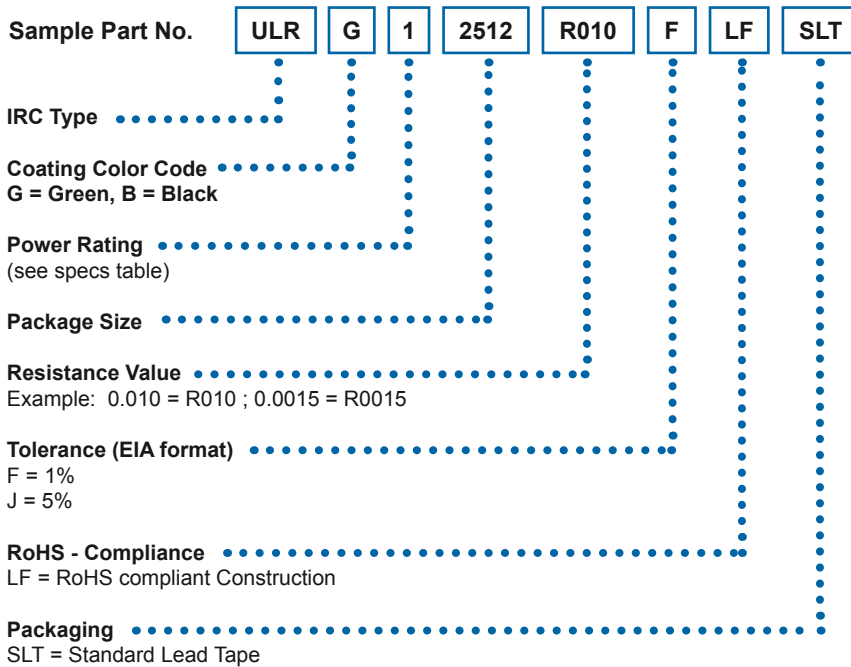 Sample Part No. ULR G 1 2512 R010 F LF SLT
IRC Type
Coating Color Code
G = Green, B = Black
Power Rating
(see specs table)
Package Size
Resistance Value
Example: 0.010 = R010 ; 0.0015 = R0015
Tolerance (EIA format)
F = 1%
J = 5%
RoHS - Compliance
LF = RoHS compliant Construction
Packaging
SLT = Standard Lead Tape